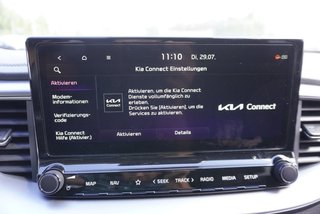 11:10 Di, 29.07.
Kia Connect Einstellungen
Aktivieren
Modem-
informationen
Verifizierungs-
code
Kia Connect
Hilfe (Aktivier.)
Aktivieren, um die Kia Connect
Dienste vollumfänglich zu
erleben.
Drücken Sie [Aktivieren], um die
Services zu aktivieren.
KIA Connect
Aktivieren Details
MAP NAV SEEK TRACK RADIO MEDIA SETUP